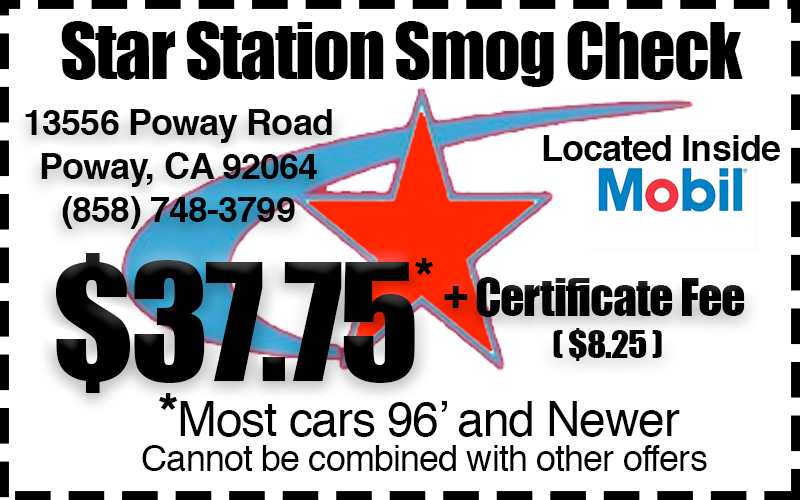 Star Station Smog Check
13556 Poway Road
Poway, CA 92064
(858) 748-3799
Located Inside
Mobil
$37.75* + Certificate Fee
( $8.25 )
*Most cars 96’ and Newer
Cannot be combined with other offers